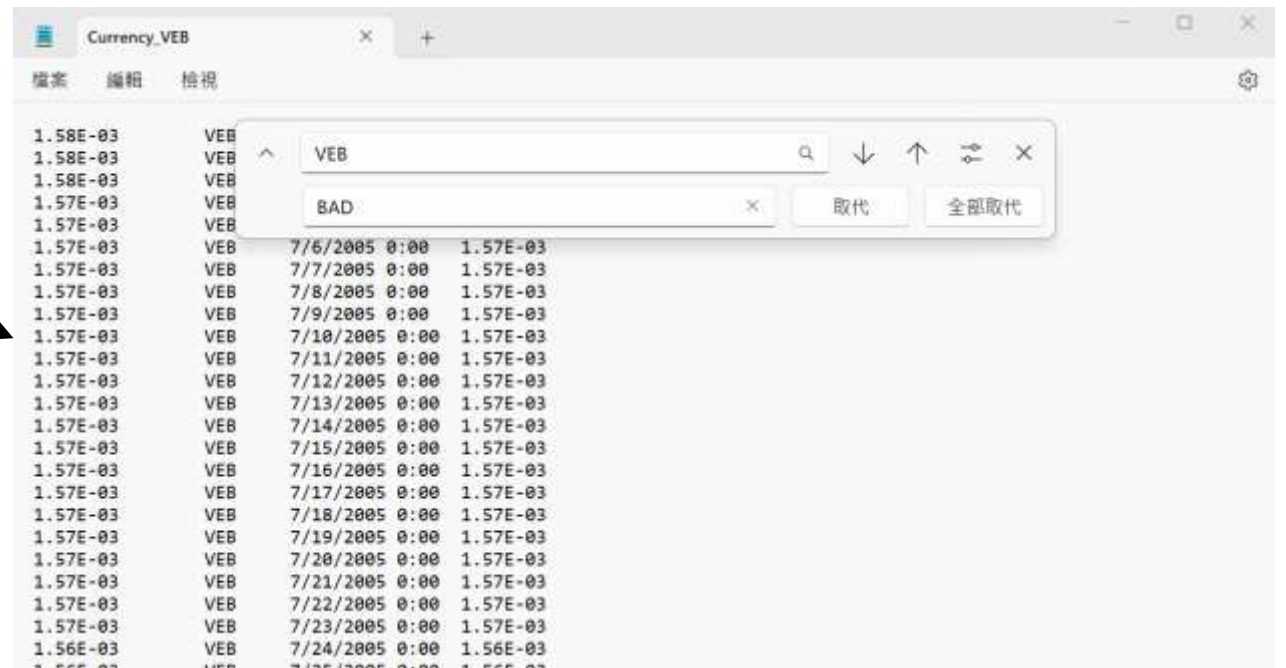 Currency_VEB
檔案 編輯 檢視
1.58E-03 VEB
1.58E-03 VEB
VEB
1.58E-03 VEB
1.57E-03 VEB
BAD 取代 全部取代
1.57E-03 VEB
1.57E-03 VEB 7/6/2005 0:00 1.57E-03
1.57E-03 VEB 7/7/2005 0:00 1.57E-03
1.57E-03 VEB 7/8/2005 0:00 1.57E-03
1.57E-03 VEB 7/9/2005 0:00 1.57E-03
1.57E-03 VEB 7/10/2005 0:00 1.57E-03
1.57E-03 VEB 7/11/2005 0:00 1.57E-03
1.57E-03 VEB 7/12/2005 0:00 1.57E-03
1.57E-03 VEB 7/13/2005 0:00 1.57E-03
1.57E-03 VEB 7/14/2005 0:00 1.57E-03
1.57E-03 VEB 7/15/2005 0:00 1.57E-03
1.57E-03 VEB 7/16/2005 0:00 1.57E-03
1.57E-03 VEB 7/17/2005 0:00 1.57E-03
1.57E-03 VEB 7/18/2005 0:00 1.57E-03
1.57E-03 VEB 7/19/2005 0:00 1.57E-03
1.57E-03 VEB 7/20/2005 0:00 1.57E-03
1.57E-03 VEB 7/21/2005 0:00 1.57E-03
1.57E-03 VEB 7/22/2005 0:00 1.57E-03
1.57E-03 VEB 7/23/2005 0:00 1.57E-03
1.56E-03 VEB 7/24/2005 0:00 1.56E-03